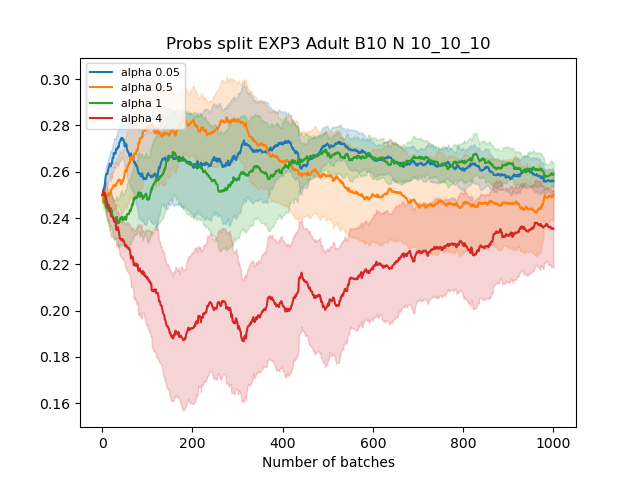 Probs split EXP3 Adult B10 N 10_10_10
alpha 0.05
alpha 0.5
alpha 1
alpha 4
0.30
0.28
0.26
0.24
0.22
0.20
0.18
0.16
0 200 400 600 800 1000
Number of batches